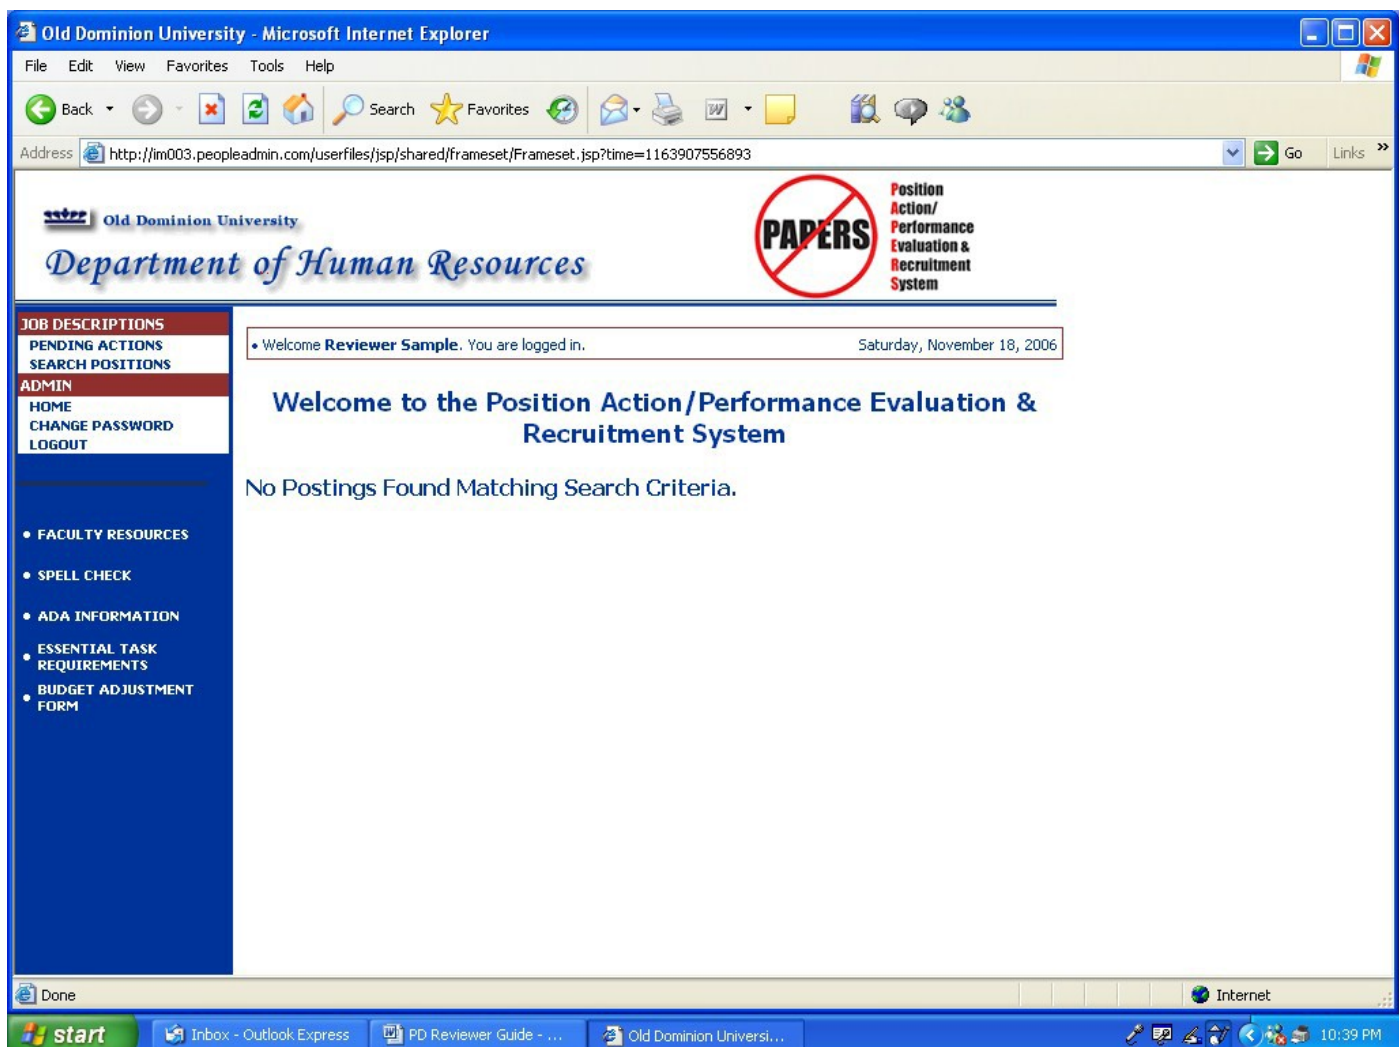 Old Dominion University - Microsoft Internet Explorer
File Edit View Favorites Tools Help
Back Search Favorites
Address http://im003.peopleadmin.com/userfiles/jsp/shared/frameset/Frameset.jsp?time=1163907556893 Go Links »
Old Dominion University
Department of Human Resources
PAPERS
Position
Action/
Performance
Evaluation &
Recruitment
System
JOB DESCRIPTIONS
PENDING ACTIONS
SEARCH POSITIONS
ADMIN
HOME
CHANGE PASSWORD
LOGOUT
• FACULTY RESOURCES
• SPELL CHECK
• ADA INFORMATION
• ESSENTIAL TASK
REQUIREMENTS
• BUDGET ADJUSTMENT
FORM
• Welcome Reviewer Sample. You are logged in. Saturday, November 18, 2006
Welcome to the Position Action/Performance Evaluation &
Recruitment System
No Postings Found Matching Search Criteria.
Done Internet
start Inbox - Outlook Express PD Reviewer Guide - ... Old Dominion Universi... 10:39 PM